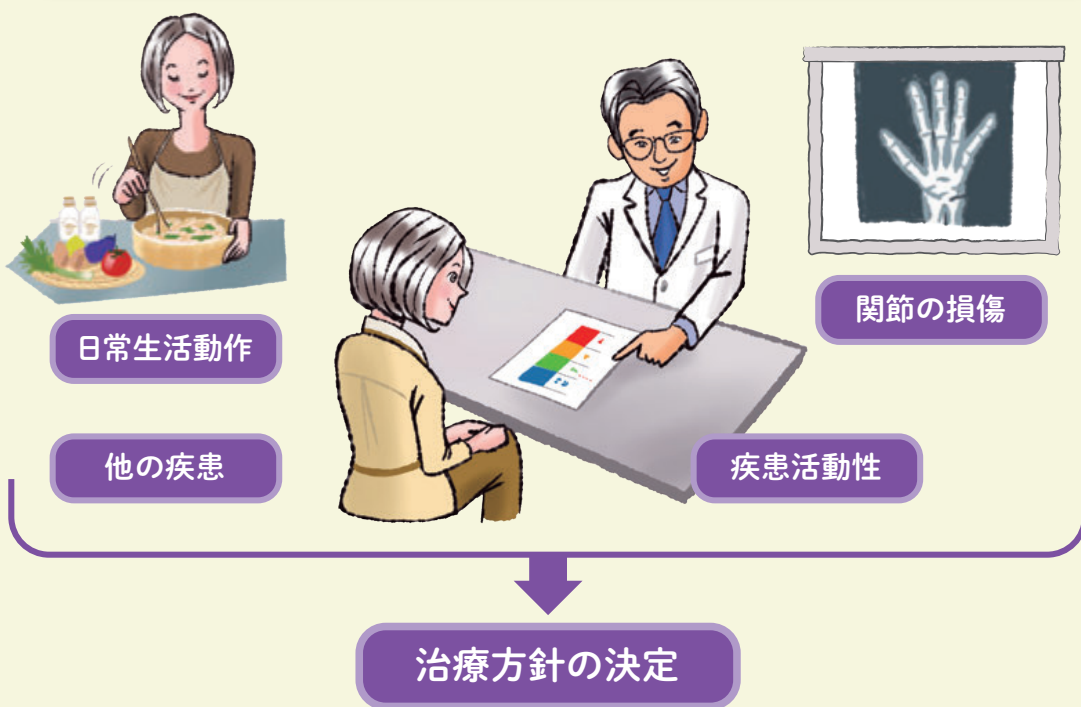 日常生活動作
関節の損傷
他の疾患
疾患活動性
治療方針の決定